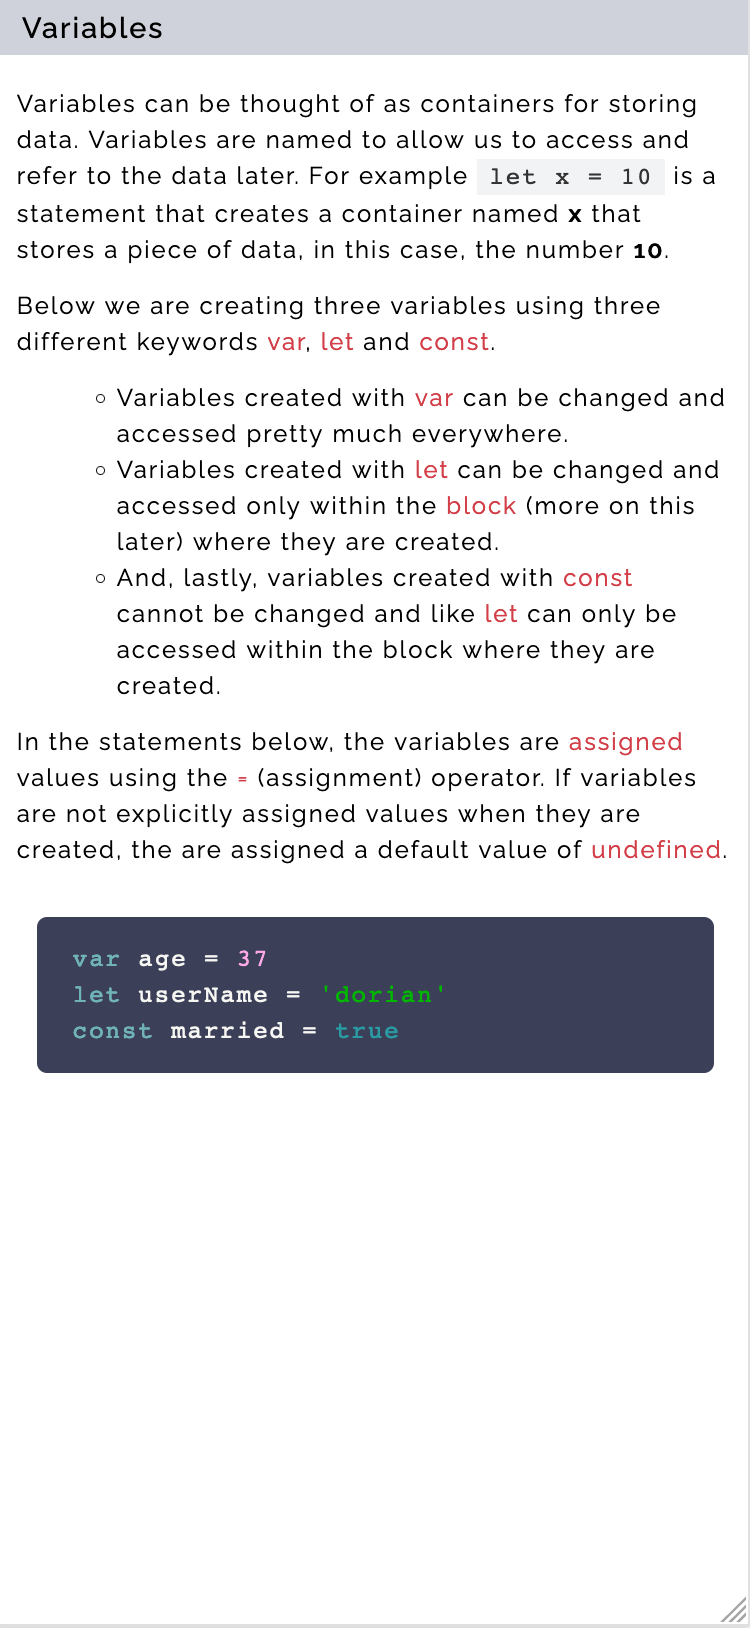 Variables
Variables can be thought of as containers for storing
data. Variables are named to allow us to access and
refer to the data later. For example let x = 10 is a
statement that creates a container named x that
stores a piece of data, in this case, the number 10.
Below we are creating three variables using three
different keywords var, let and const.
Variables created with var can be changed and
accessed pretty much everywhere.
Variables created with let can be changed and
accessed only within the block (more on this
later) where they are created.
And, lastly, variables created with const
cannot be changed and like let can only be
accessed within the block where they are
created.
In the statements below, the variables are assigned
values using the = (assignment) operator. If variables
are not explicitly assigned values when they are
created, the are assigned a default value of undefined.
var age = 37
let userName = 'dorian'
const married = true